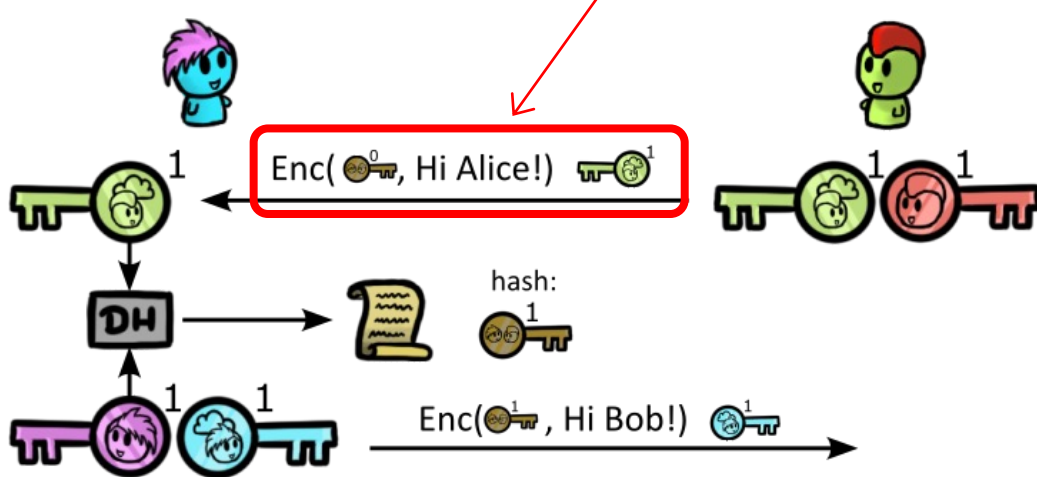 1
Enc( 0, Hi Alice!) 1
1 1
hash:
1
DH
1 1
Enc( 1 , Hi Bob!) 1